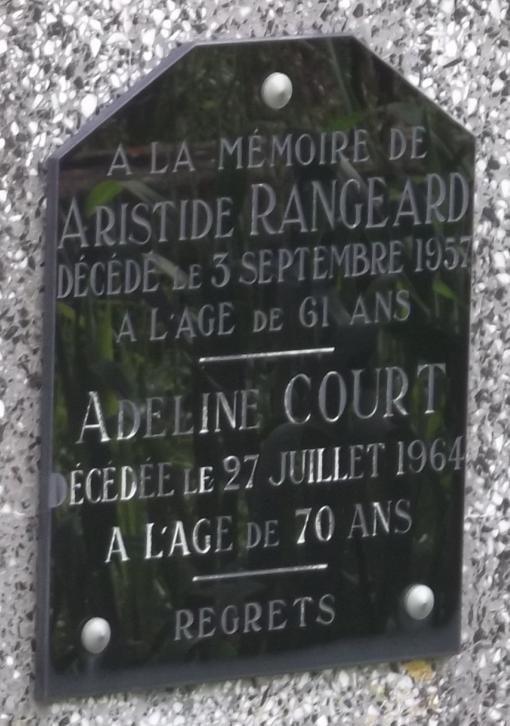 A LA MÉMOIRE DE
ARISTIDE RANGEARD
DÉCÉDÉ LE 3 SEPTEMBRE 1957
A L'AGE DE 61 ANS
ADELINE COURT
DÉCÉDÉE LE 27 JUILLET 1964
A L'AGE DE 70 ANS
REGRETS